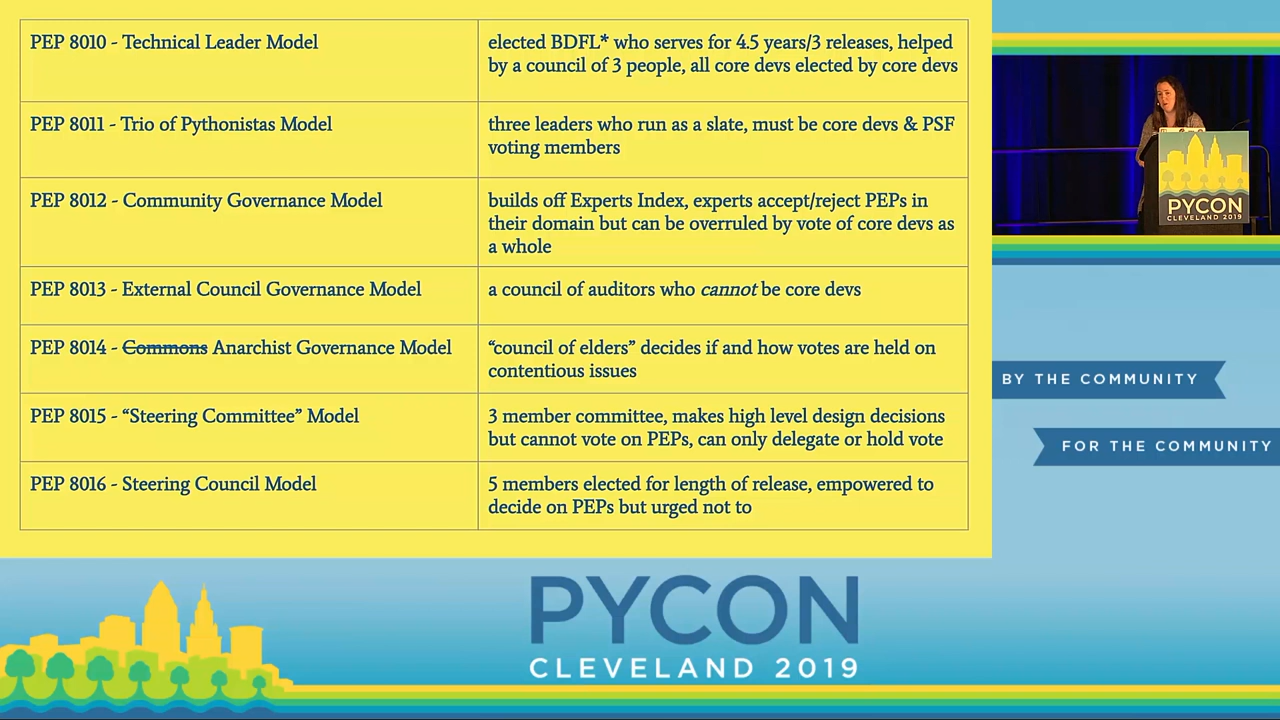 PEP 8010 - Technical Leader Model
elected BDFL* who serves for 4.5 years/3 releases, helped
by a council of 3 people, all core devs elected by core devs
PEP 8011 - Trio of Pythonistas Model
three leaders who run as a slate, must be core devs & PSF
voting members
PEP 8012 - Community Governance Model
builds off Experts Index, experts accept/reject PEPs in
their domain but can be overruled by vote of core devs as
a whole
PEP 8013 - External Council Governance Model
a council of auditors who cannot be core devs
PEP 8014 - Commons Anarchist Governance Model
“council of elders” decides if and how votes are held on
contentious issues
PEP 8015 - “Steering Committee” Model
3 member committee, makes high level design decisions
but cannot vote on PEPs, can only delegate or hold vote
PEP 8016 - Steering Council Model
5 members elected for length of release, empowered to
decide on PEPs but urged not to
PYCON
CLEVELAND 2019
BY THE COMMUNITY
FOR THE COMMUNITY
PYCON
CLEVELAND 2019